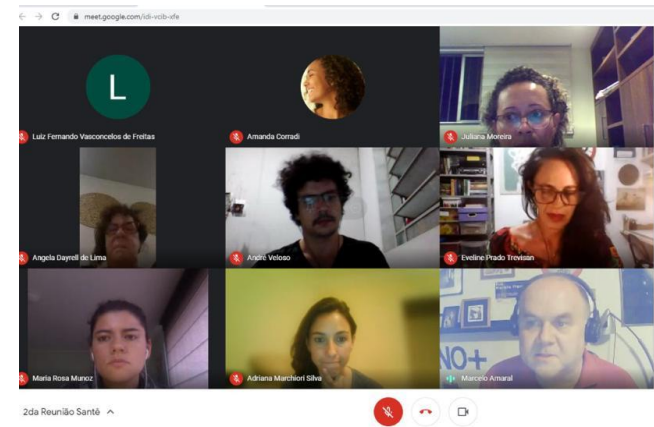 meet.google.com/idi-vcib-xfe
L
Luiz Fernando Vasconcelos de Freitas
Amanda Corradi
Juliana Moreira
Angela Dayrell de Lima
André Veloso
Eveline Prado Trevisan
Maria Rosa Munoz
Adriana Marchiori Silva
NO+
Marcelo Amaral
2da Reunião Santé